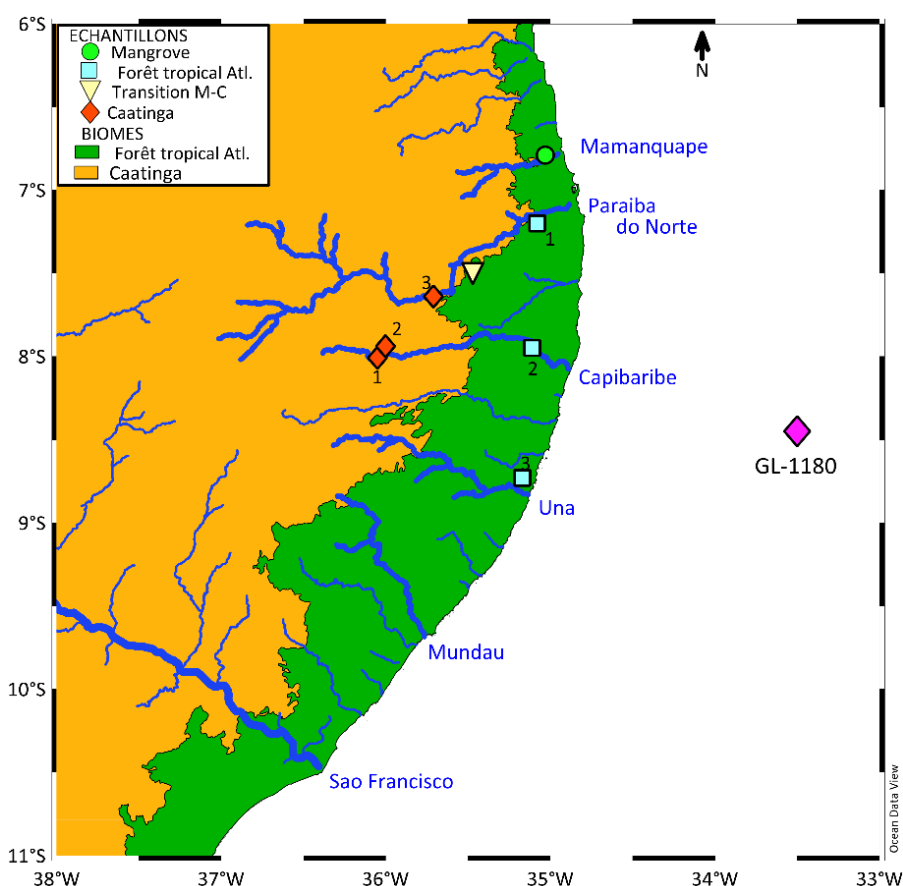 6°S
7°S
8°S
9°S
10°S
11°S
ECHANTILLONS
Mangrove
Forêt tropical Atl.
Transition M-C
Caatinga
BIOMES
Forêt tropical Atl.
Caatinga
N
Mamanquape
Paraiba
do Norte
1
3
2
1
2
Capibaribe
GL-1180
3
Una
Mundau
Sao Francisco
Ocean Data View
38°W
37°W
36°W
35°W
34°W
33°W